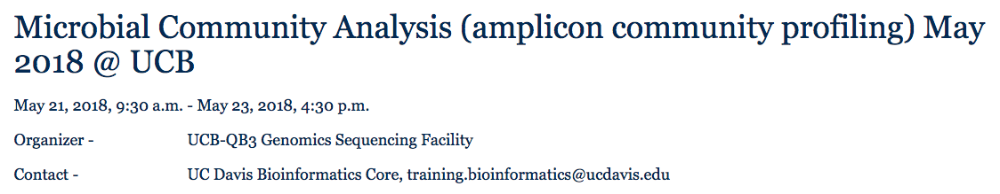 Microbial Community Analysis (amplicon community profiling) May
2018 @ UCB
May 21, 2018, 9:30 a.m. - May 23, 2018, 4:30 p.m.
Organizer - UCB-QB3 Genomics Sequencing Facility
Contact - UC Davis Bioinformatics Core, training.bioinformatics@ucdavis.edu